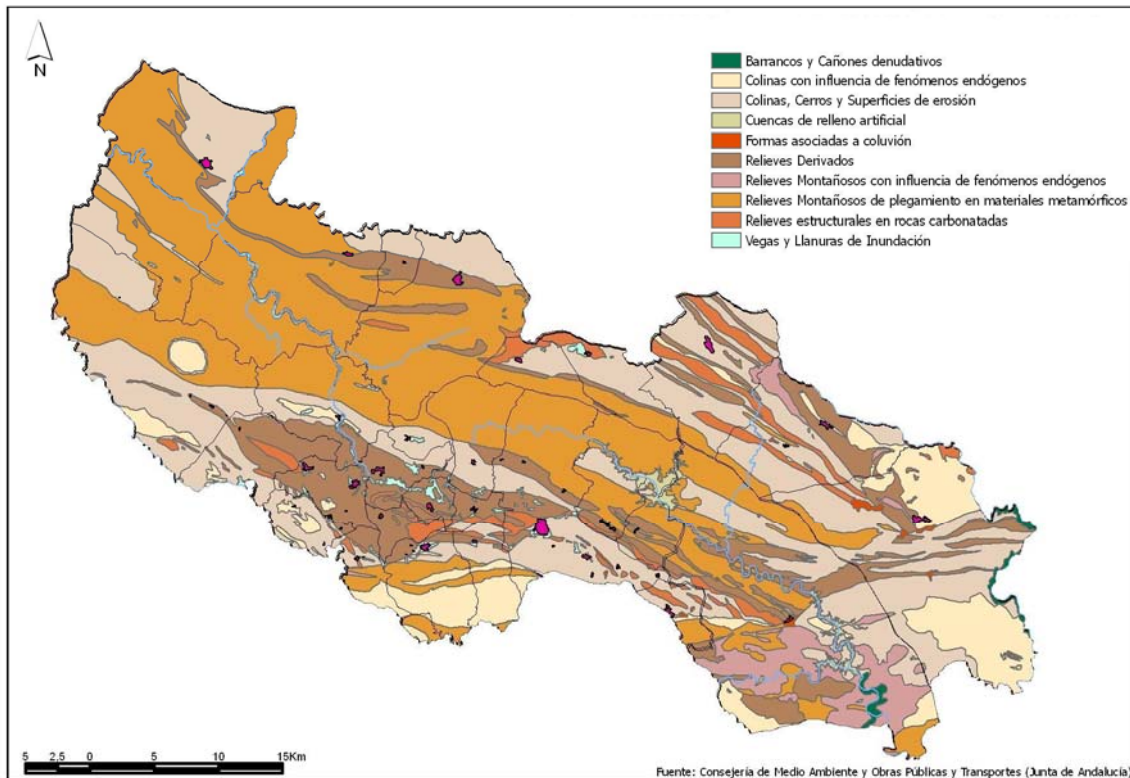 N
Barrancos y Cañones denudativos
Colinas con influencia de fenómenos endógenos
Colinas, Cerros y Superficies de erosión
Cuencas de relleno artificial
Formas asociadas a coluvión
Relieves Derivados
Relieves Montañosos con influencia de fenómenos endógenos
Relieves Montañosos de plegamiento en materiales metamórficos
Relieves estructurales en rocas carbonatadas
Vegas y Llanuras de Inundación
5 2,5 0 5 10 15Km
Fuente: Consejería de Medio Ambiente y Obras Públicas y Transportes (Junta de Andalucía)